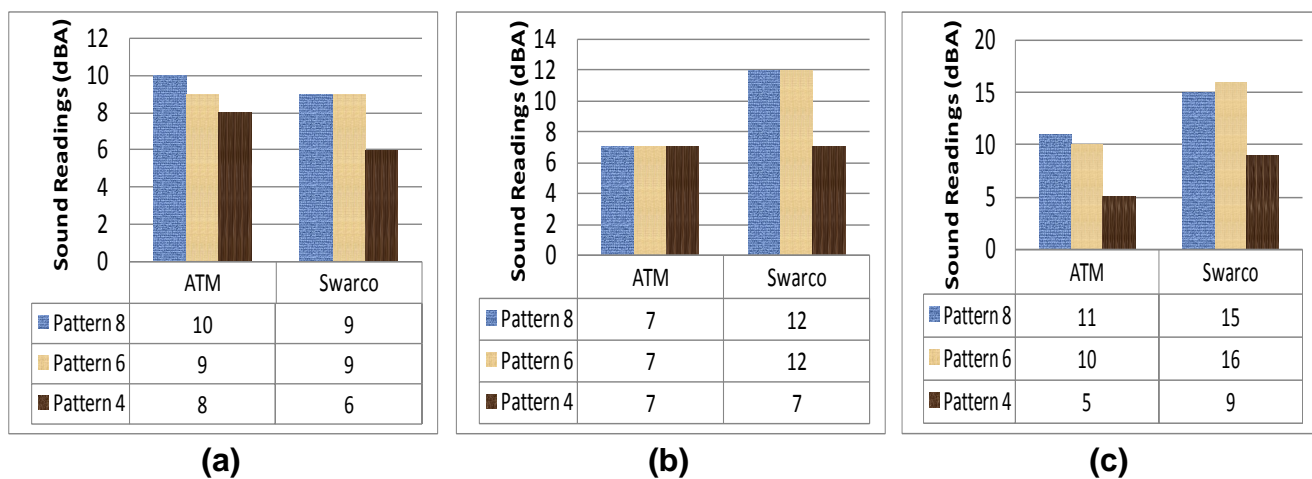 Sound Readings (dBA)
12
10
8
6
4
2
0
ATM Swarco
Pattern 8 10 9
Pattern 6 9 9
Pattern 4 8 6
(a)
Sound Readings (dBA)
14
12
10
8
6
4
2
0
ATM Swarco
Pattern 8 7 12
Pattern 6 7 12
Pattern 4 7 7
(b)
Sound Readings (dBA)
20
15
10
5
0
ATM Swarco
Pattern 8 11 15
Pattern 6 10 16
Pattern 4 5 9
(c)